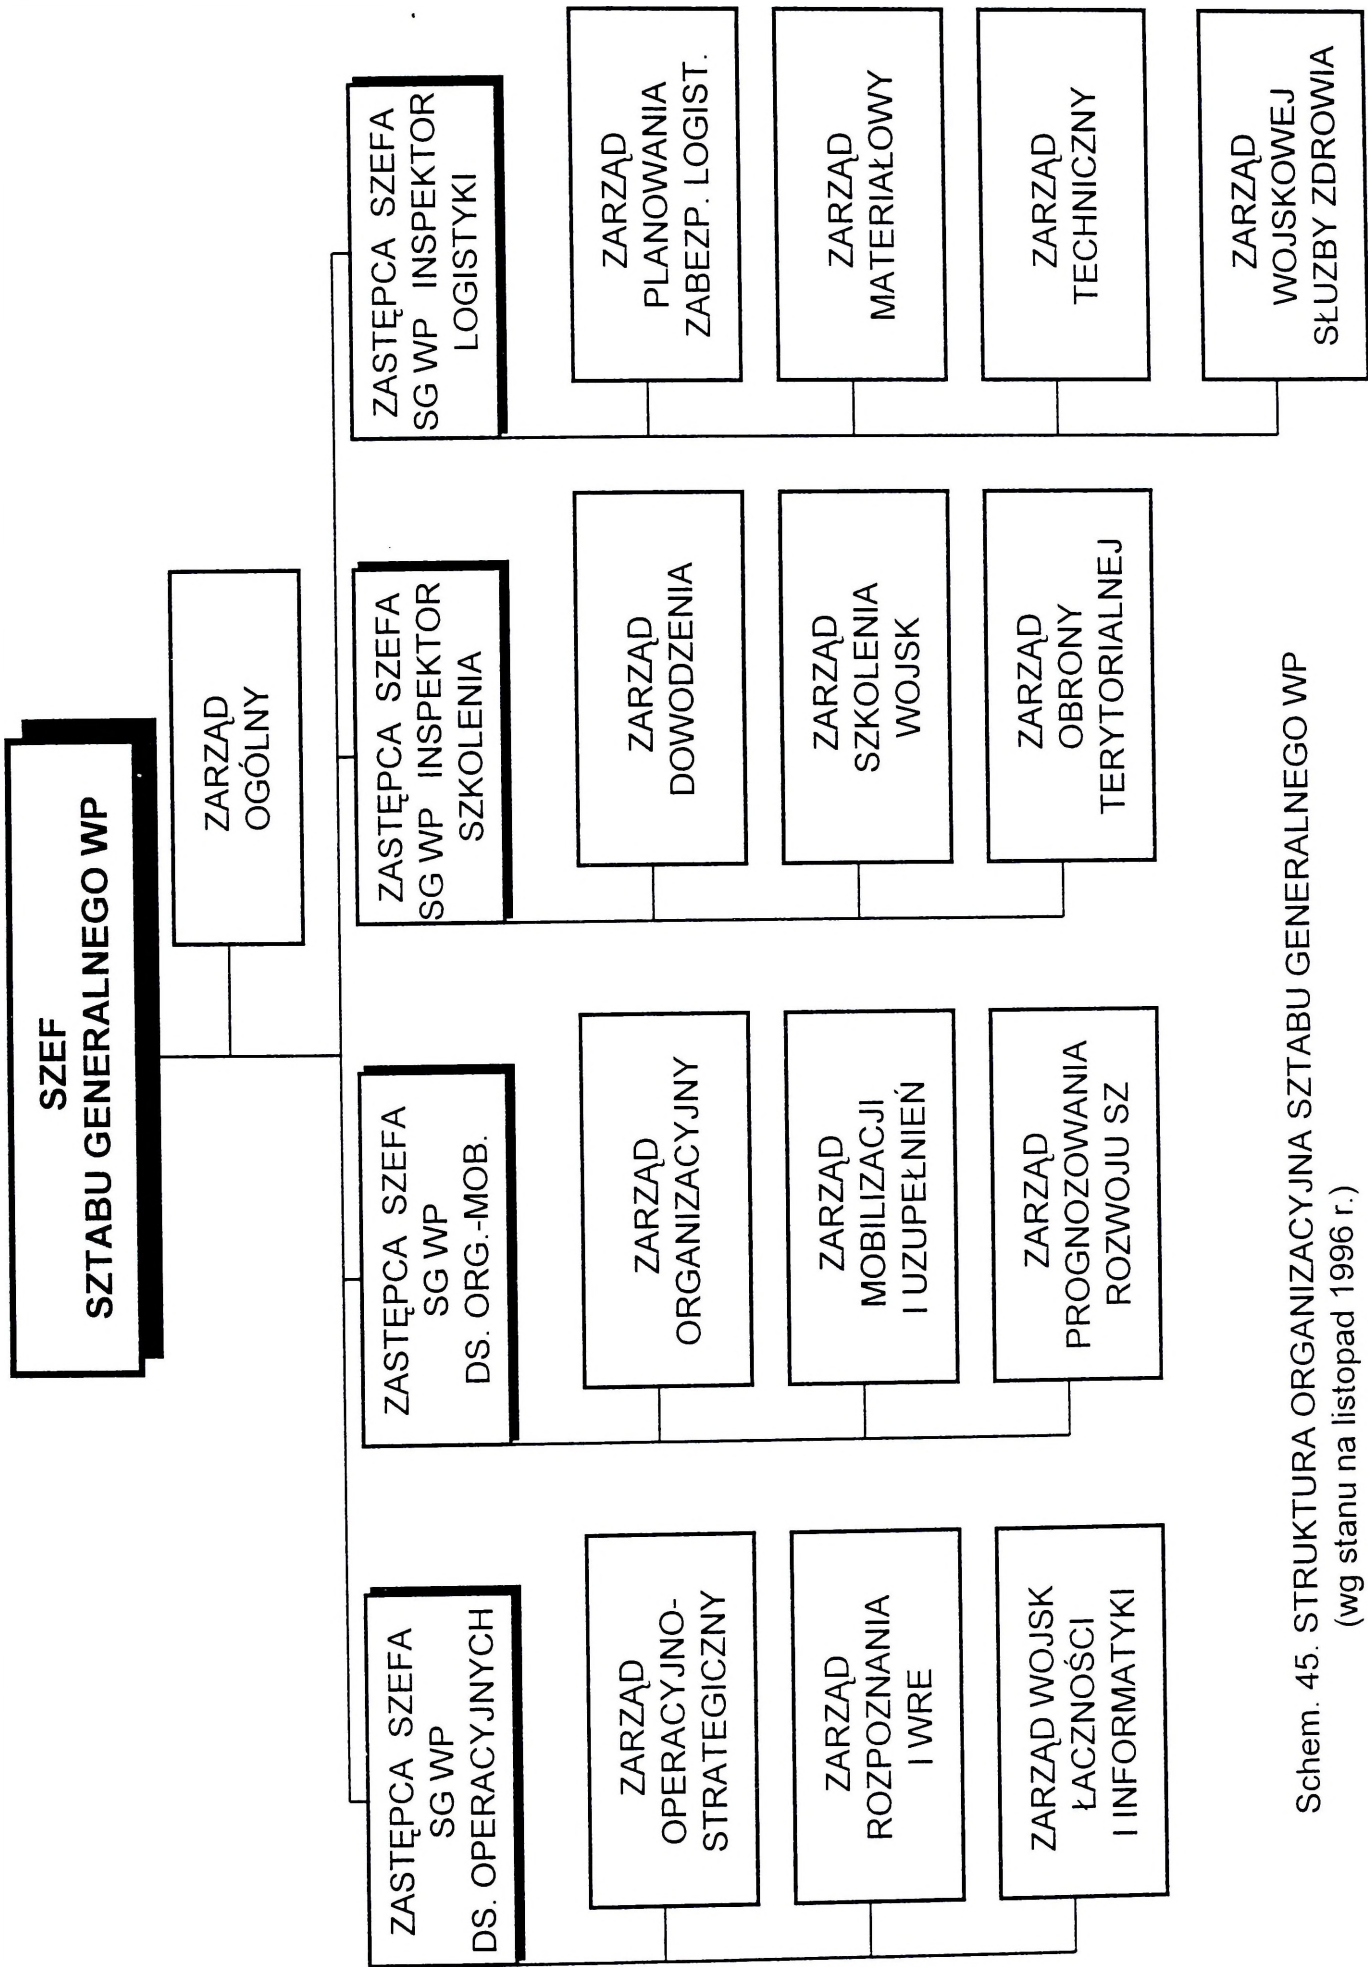 SZEF
SZTABU GENERALNEGO WP
ZARZĄD
OGÓLNY
ZASTĘPCA SZEFA
SG WP
DS. OPERACYJNYCH
ZARZĄD
OPERACYJNO-
STRATEGICZNY
ZARZĄD
ROZPOZNANIA
I WRE
ZARZĄD WOJSK
ŁACZNOŚCI
I INFORMATYKI
ZASTĘPCA SZEFA
SG WP
DS. ORG.-MOB.
ZARZĄD
ORGANIZACYJNY
ZARZĄD
MOBILIZACJI
I UZUPEŁNIEŃ
ZARZĄD
PROGNOZOWANIA
ROZWOJU SZ
ZASTĘPCA SZEFA
SG WP INSPEKTOR
SZKOLENIA
ZARZĄD
DOWODZENIA
ZARZĄD
SZKOLENIA
WOJSK
ZARZĄD
OBRONY
TERYTORIALNEJ
ZASTĘPCA SZEFA
SG WP INSPEKTOR
LOGISTYKI
ZARZĄD
PLANOWANIA
ZABEZP. LOGIST.
ZARZĄD
MATERIAŁOWY
ZARZĄD
TECHNICZNY
ZARZĄD
WOJSKOWEJ
SŁUZBY ZDROWIA
Schem. 45. STRUKTURA ORGANIZACYJNA SZTABU GENERALNEGO WP
(wg stanu na listopad 1996 r.)